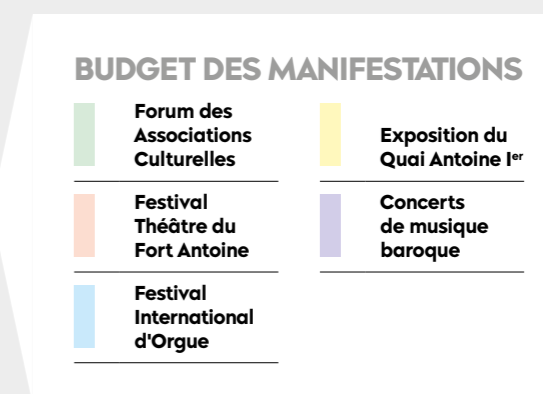 BUDGET DES MANIFESTATIONS
Forum des
Associations
Culturelles
Festival
Théâtre du
Fort Antoine
Festival
International
d'Orgue
Exposition du
Quai Antoine Iᵉʳ
Concerts
de musique
baroque